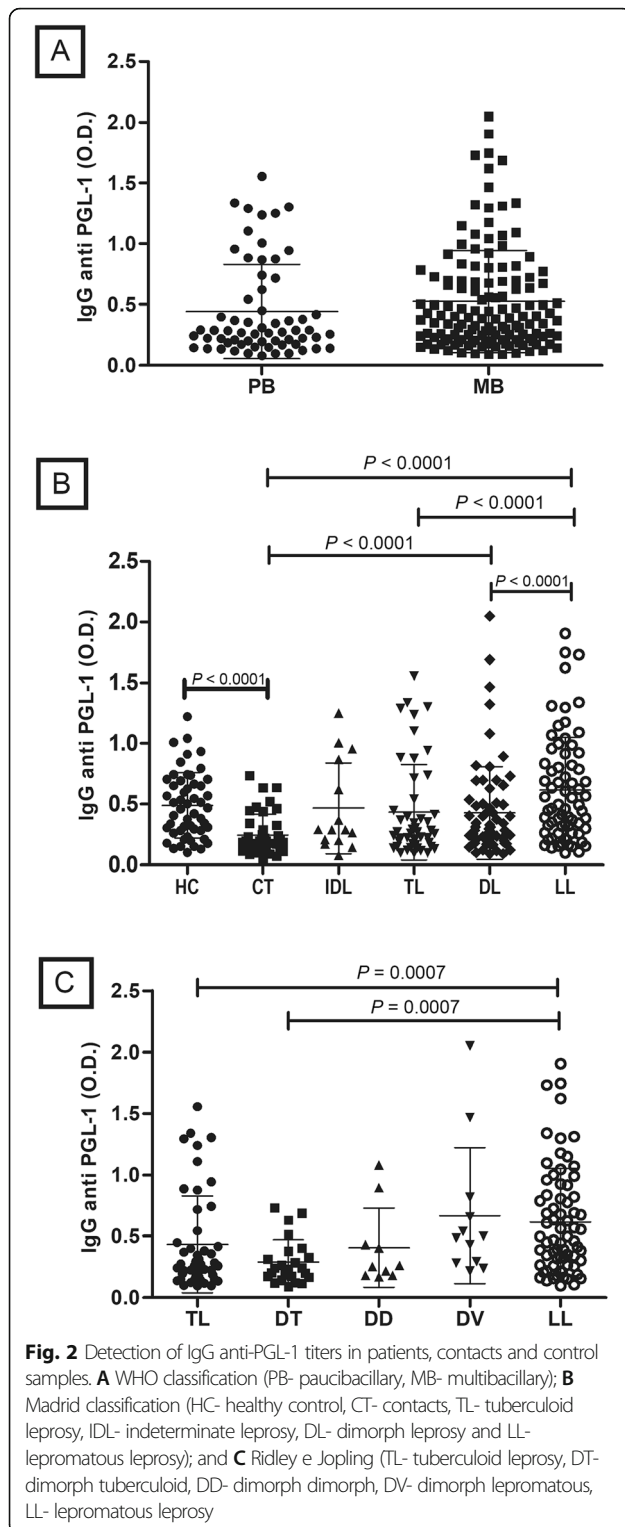 A
IgG anti PGL-1 (O.D.)
2.5
2.0
1.5
1.0
0.5
0.0
PB MB
B
P < 0.0001
P < 0.0001
P < 0.0001
P < 0.0001
P < 0.0001
IgG anti PGL-1 (O.D.)
2.5
2.0
1.5
1.0
0.5
0.0
HC CT IDL TL DL LL
C
P = 0.0007
P = 0.0007
IgG anti PGL-1 (O.D.)
2.5
2.0
1.5
1.0
0.5
0.0
TL DT DD DV LL
Fig. 2 Detection of IgG anti-PGL-1 titers in patients, contacts and control
samples. A WHO classification (PB- paucibacillary, MB- multibacillary); B
Madrid classification (HC- healthy control, CT- contacts, TL- tuberculoid
leprosy, IDL- indeterminate leprosy, DL- dimorph leprosy and LL-
lepromatous leprosy); and C Ridley e Jopling (TL- tuberculoid leprosy, DT-
dimorph tuberculoid, DD- dimorph dimorph, DV- dimorph lepromatous,
LL- lepromatous leprosy